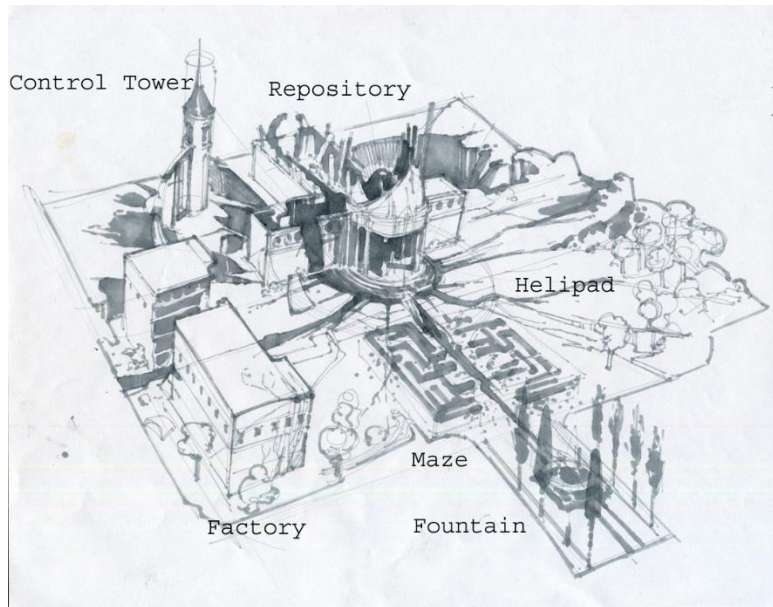 Control Tower
Repository
Helipad
Maze
Factory
Fountain